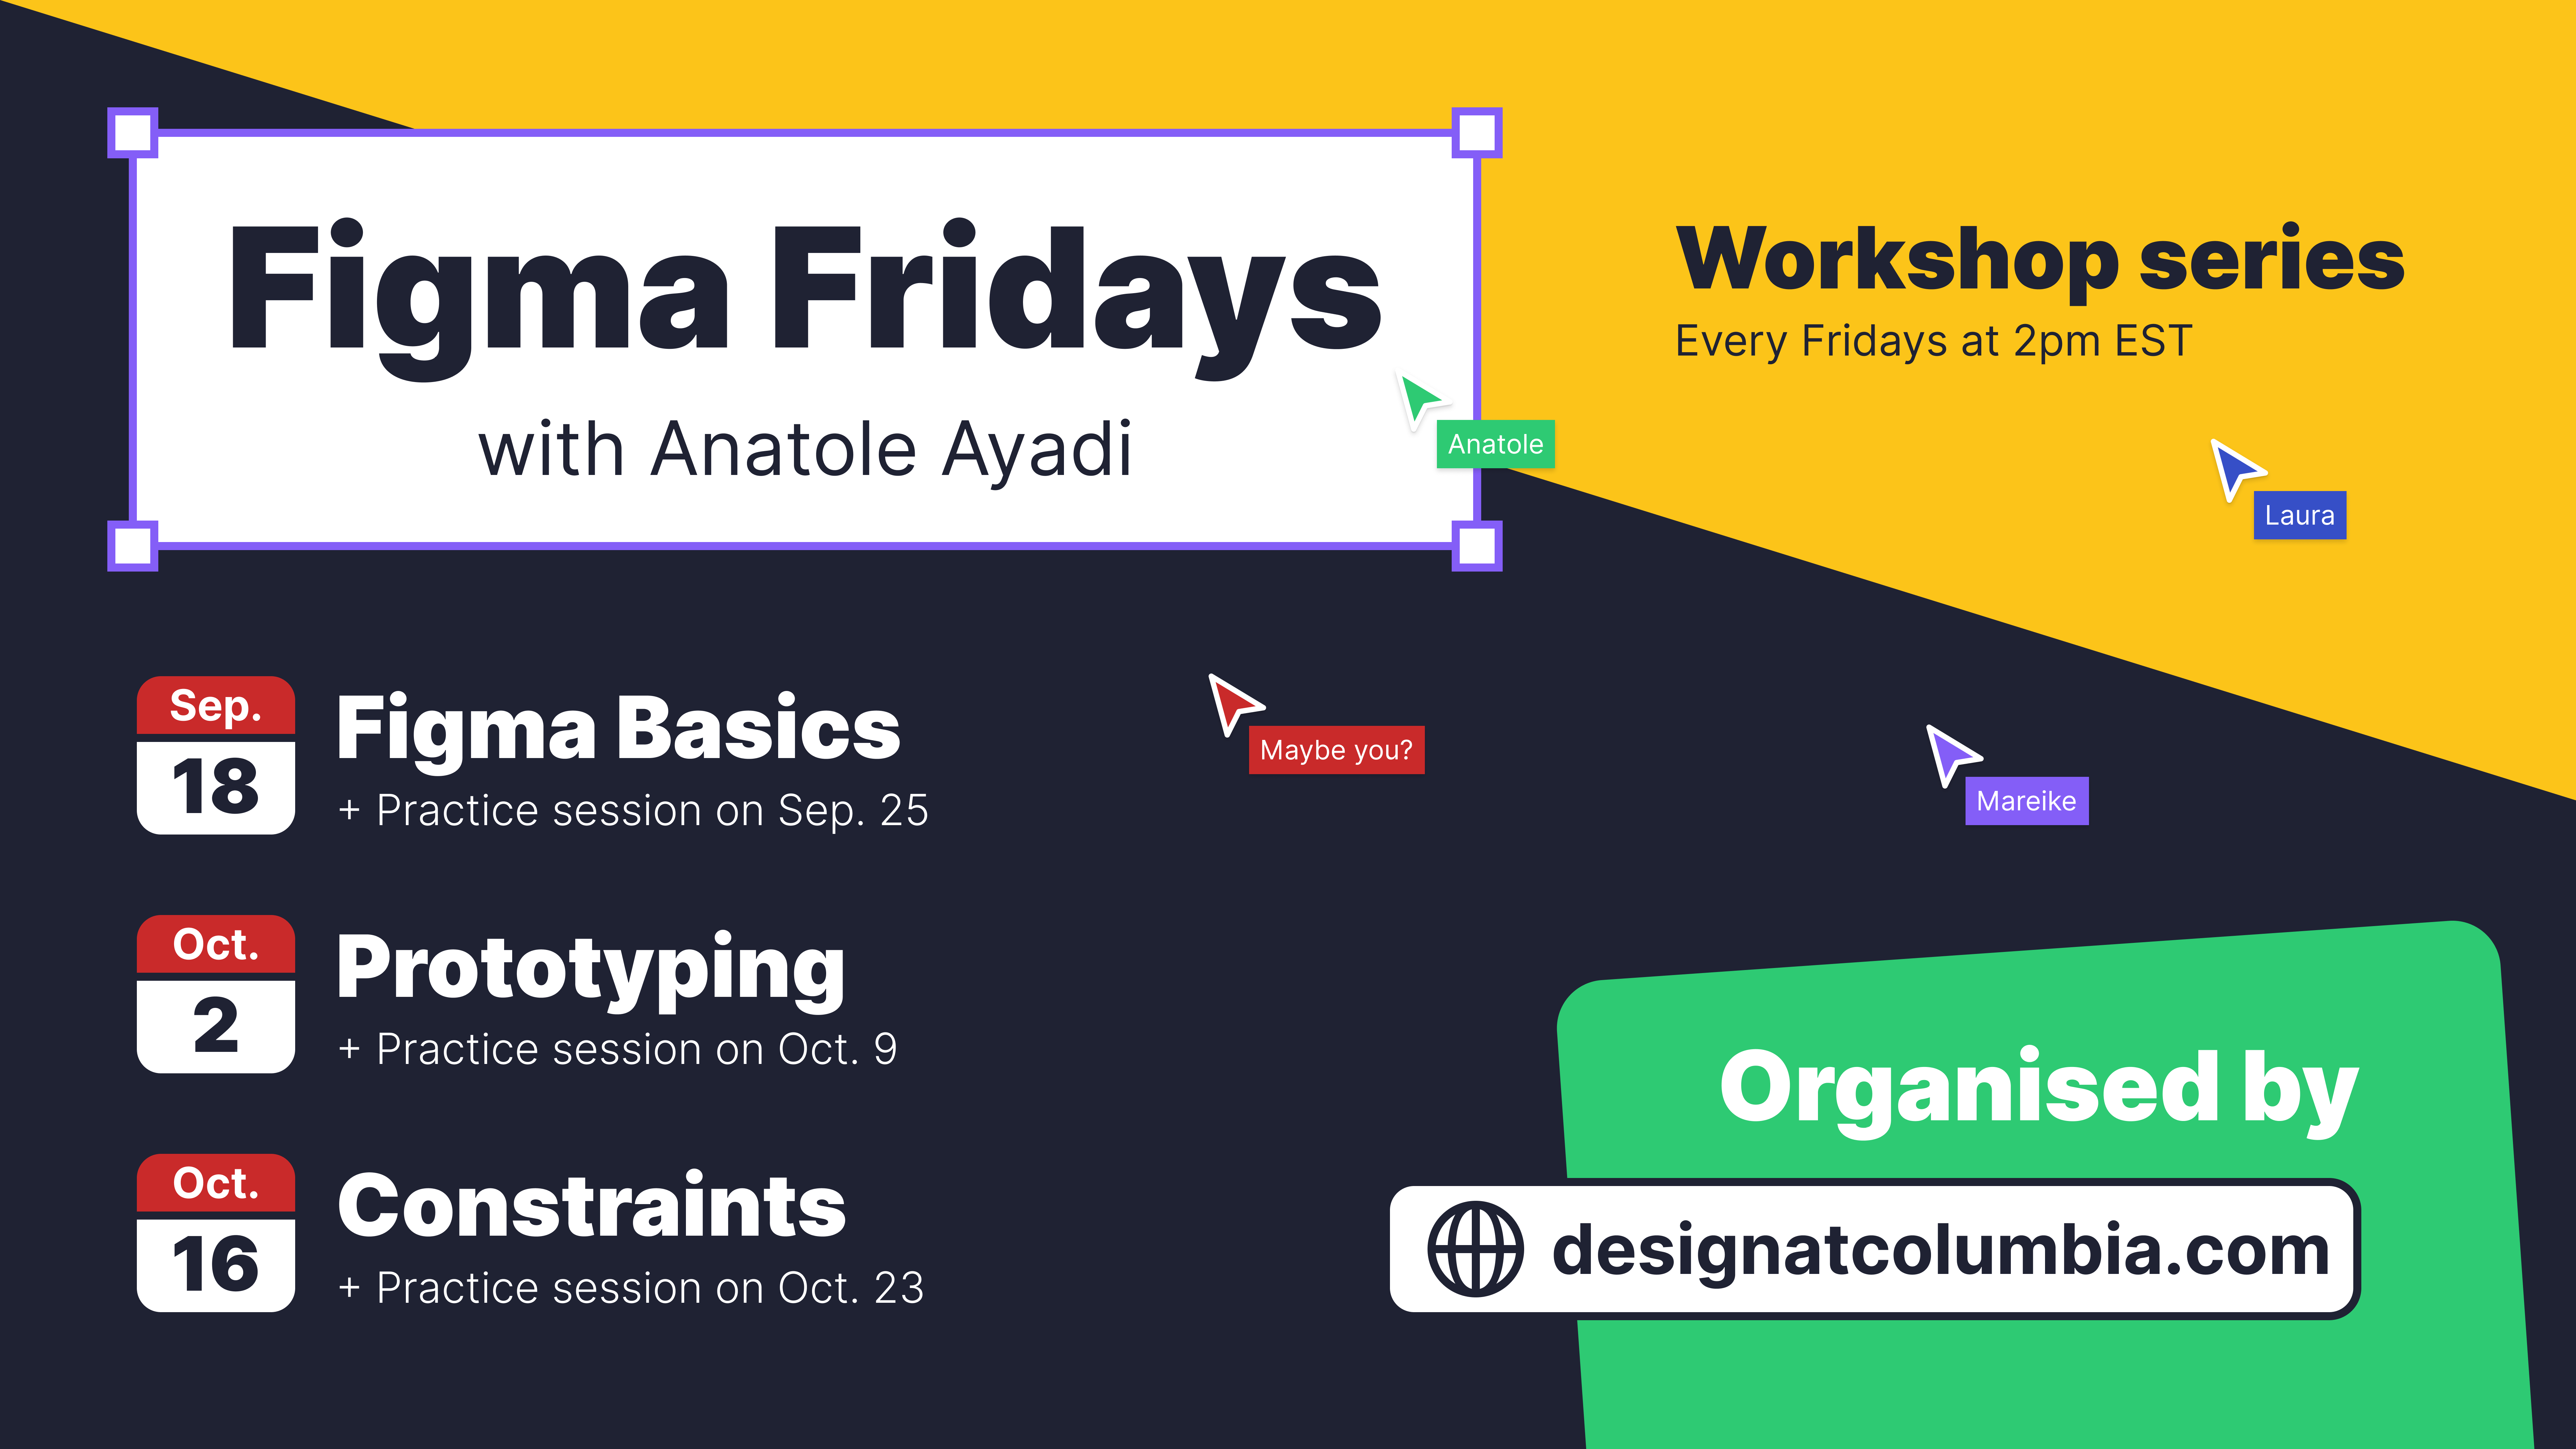 Figma Fridays
with Anatole Ayadi
Anatole
Workshop series
Every Fridays at 2pm EST
Laura
Sep.
18
Figma Basics
+ Practice session on Sep. 25
Maybe you?
Mareike
Oct.
2
Prototyping
+ Practice session on Oct. 9
Oct.
16
Constraints
+ Practice session on Oct. 23
Organised by
designatcolumbia.com